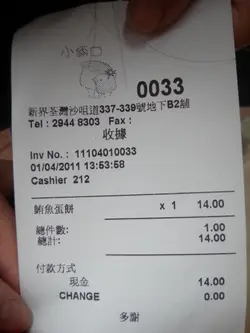 小食口
0033
新界荃灣沙咀道337-339號地下B2舖
Tel : 2944 8303 Fax :
收據
Inv No. : 11104010033
01/04/2011 13:53:58
Cashier 212
鮪魚蛋餅 x 1 14.00
總件數: 1.00
總計: 14.00
付款方式
現金 14.00
CHANGE 0.00
多謝